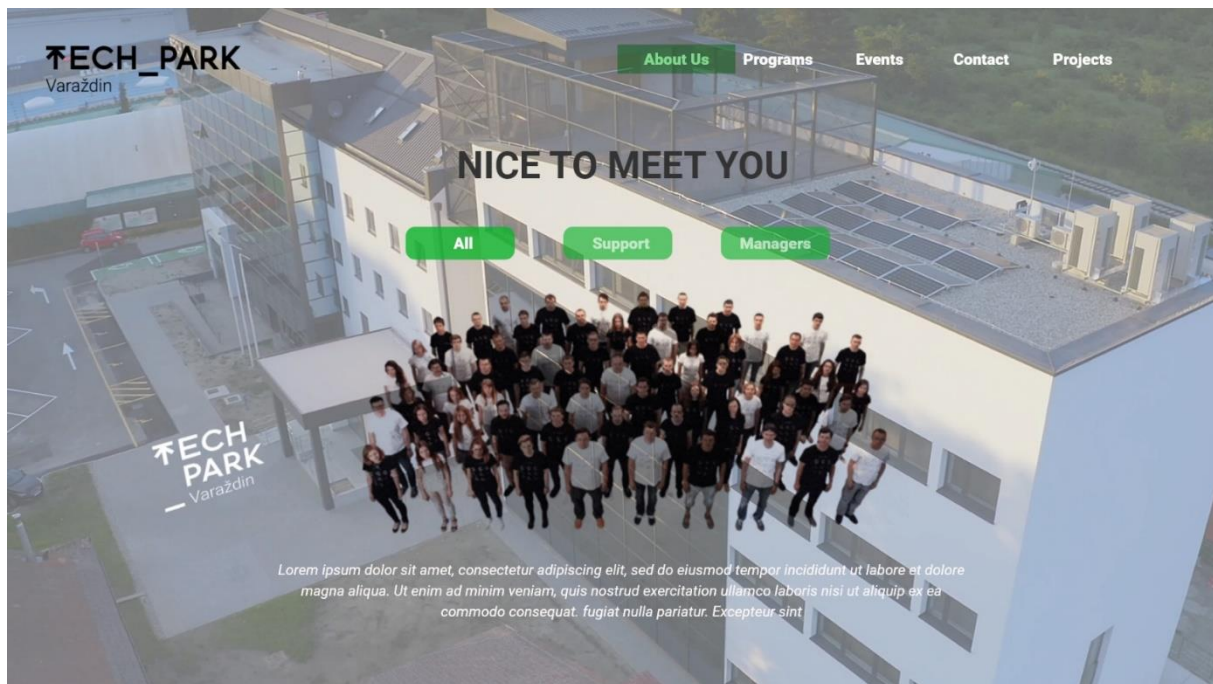 TECH_PARK
Varaždin
About Us Programs Events Contact Projects
NICE TO MEET YOU
All Support Managers
TECH
PARK
_ Varaždin
Lorem ipsum dolor sit amet, consectetur adipiscing elit, sed do eiusmod tempor incididunt ut labore et dolore
magna aliqua. Ut enim ad minim veniam, quis nostrud exercitation ullamco laboris nisi ut aliquip ex ea
commodo consequat. fugiat nulla pariatur. Excepteur sint